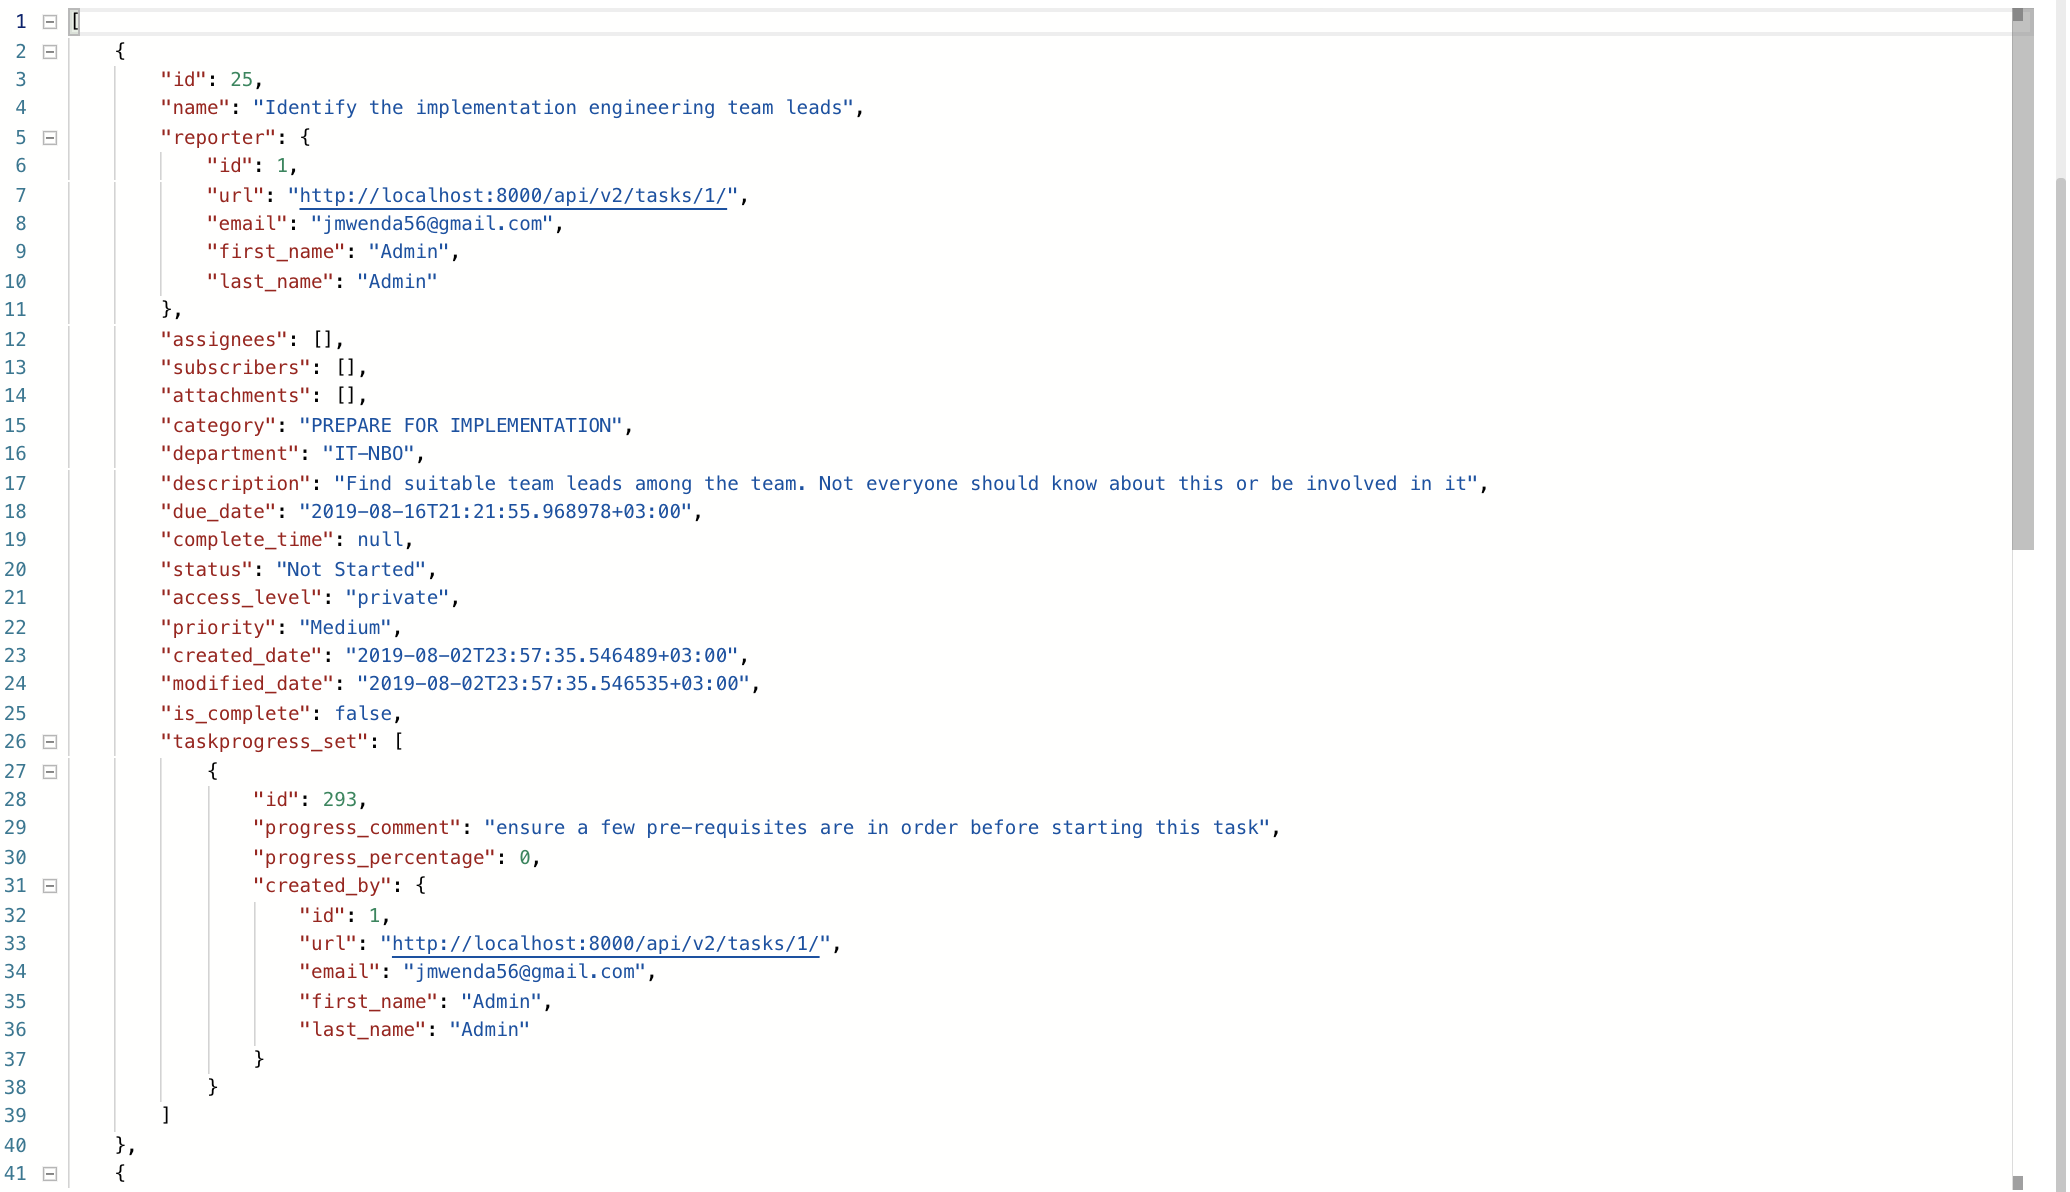 1 [
2 {
3 "id": 25,
4 "name": "Identify the implementation engineering team leads",
5 "reporter": {
6 "id": 1,
7 "url": "http://localhost:8000/api/v2/tasks/1/",
8 "email": "jmwenda56@gmail.com",
9 "first_name": "Admin",
10 "last_name": "Admin"
11 },
12 "assignees": [],
13 "subscribers": [],
14 "attachments": [],
15 "category": "PREPARE FOR IMPLEMENTATION",
16 "department": "IT-NBO",
17 "description": "Find suitable team leads among the team. Not everyone should know about this or be involved in it",
18 "due_date": "2019-08-16T21:21:55.968978+03:00",
19 "complete_time": null,
20 "status": "Not Started",
21 "access_level": "private",
22 "priority": "Medium",
23 "created_date": "2019-08-02T23:57:35.546489+03:00",
24 "modified_date": "2019-08-02T23:57:35.546535+03:00",
25 "is_complete": false,
26 "taskprogress_set": [
27 {
28 "id": 293,
29 "progress_comment": "ensure a few pre-requisites are in order before starting this task",
30 "progress_percentage": 0,
31 "created_by": {
32 "id": 1,
33 "url": "http://localhost:8000/api/v2/tasks/1/",
34 "email": "jmwenda56@gmail.com",
35 "first_name": "Admin",
36 "last_name": "Admin"
37 }
38 }
39 ]
40 },
41 {